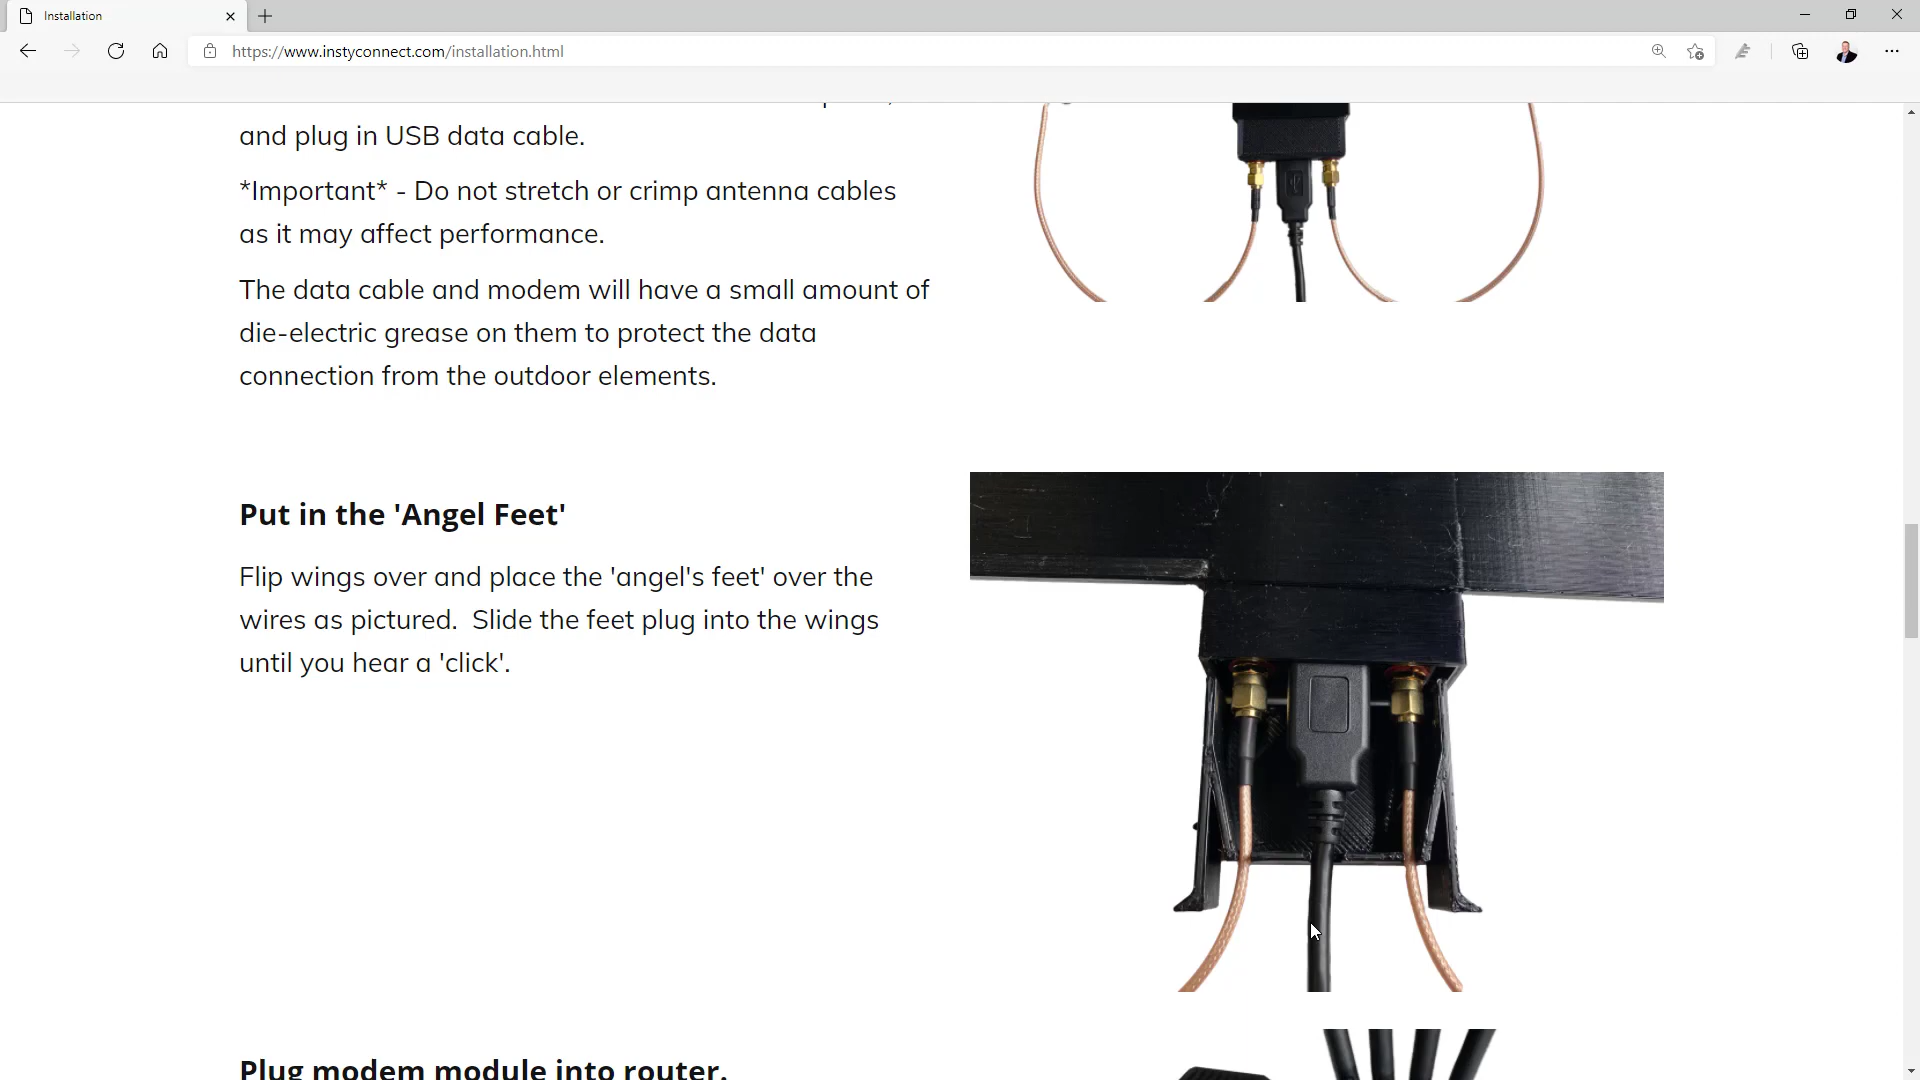 Installation
https://www.instyconnect.com/installation.html
and plug in USB data cable.
*Important* - Do not stretch or crimp antenna cables
as it may affect performance.
The data cable and modem will have a small amount of
die-electric grease on them to protect the data
connection from the outdoor elements.
Put in the 'Angel Feet'
Flip wings over and place the 'angel's feet' over the
wires as pictured.  Slide the feet plug into the wings
until you hear a 'click'.
Plug modem module into router.